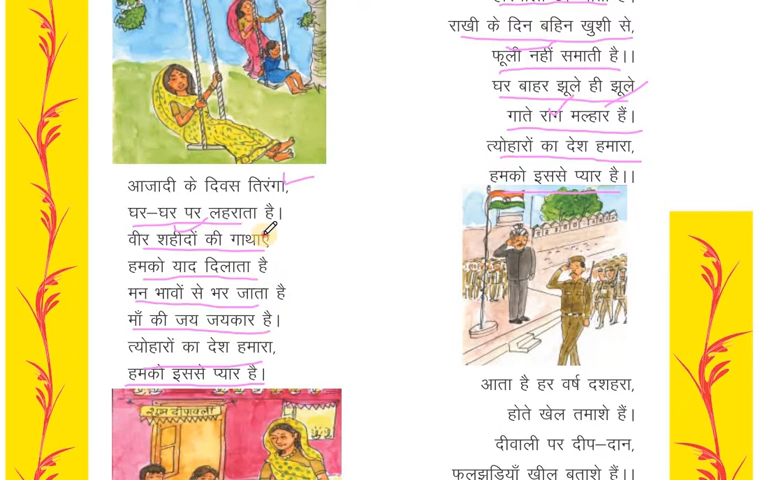 राखी के दिन बहिन खुशी से,
फूली नहीं समाती है।।
घर बाहर झूले ही झूले
गाते रांग मल्हार हैं।
त्योहारों का देश हमारा,
हमको इससे प्यार है।।
आजादी के दिवस तिरंगा,
घर–घर पर लहराता है।
वीर शहीदों की गाथाएँ
हमको याद दिलाता है
मन भावों से भर जाता है
माँ की जय जयकार है।
त्योहारों का देश हमारा,
हमको इससे प्यार है।
शुभ दीपावली
आता है हर वर्ष दशहरा,
होते खेल तमाशे हैं।
दीवाली पर दीप–दान,
फुलझड़ियाँ खील बताशे हैं।।